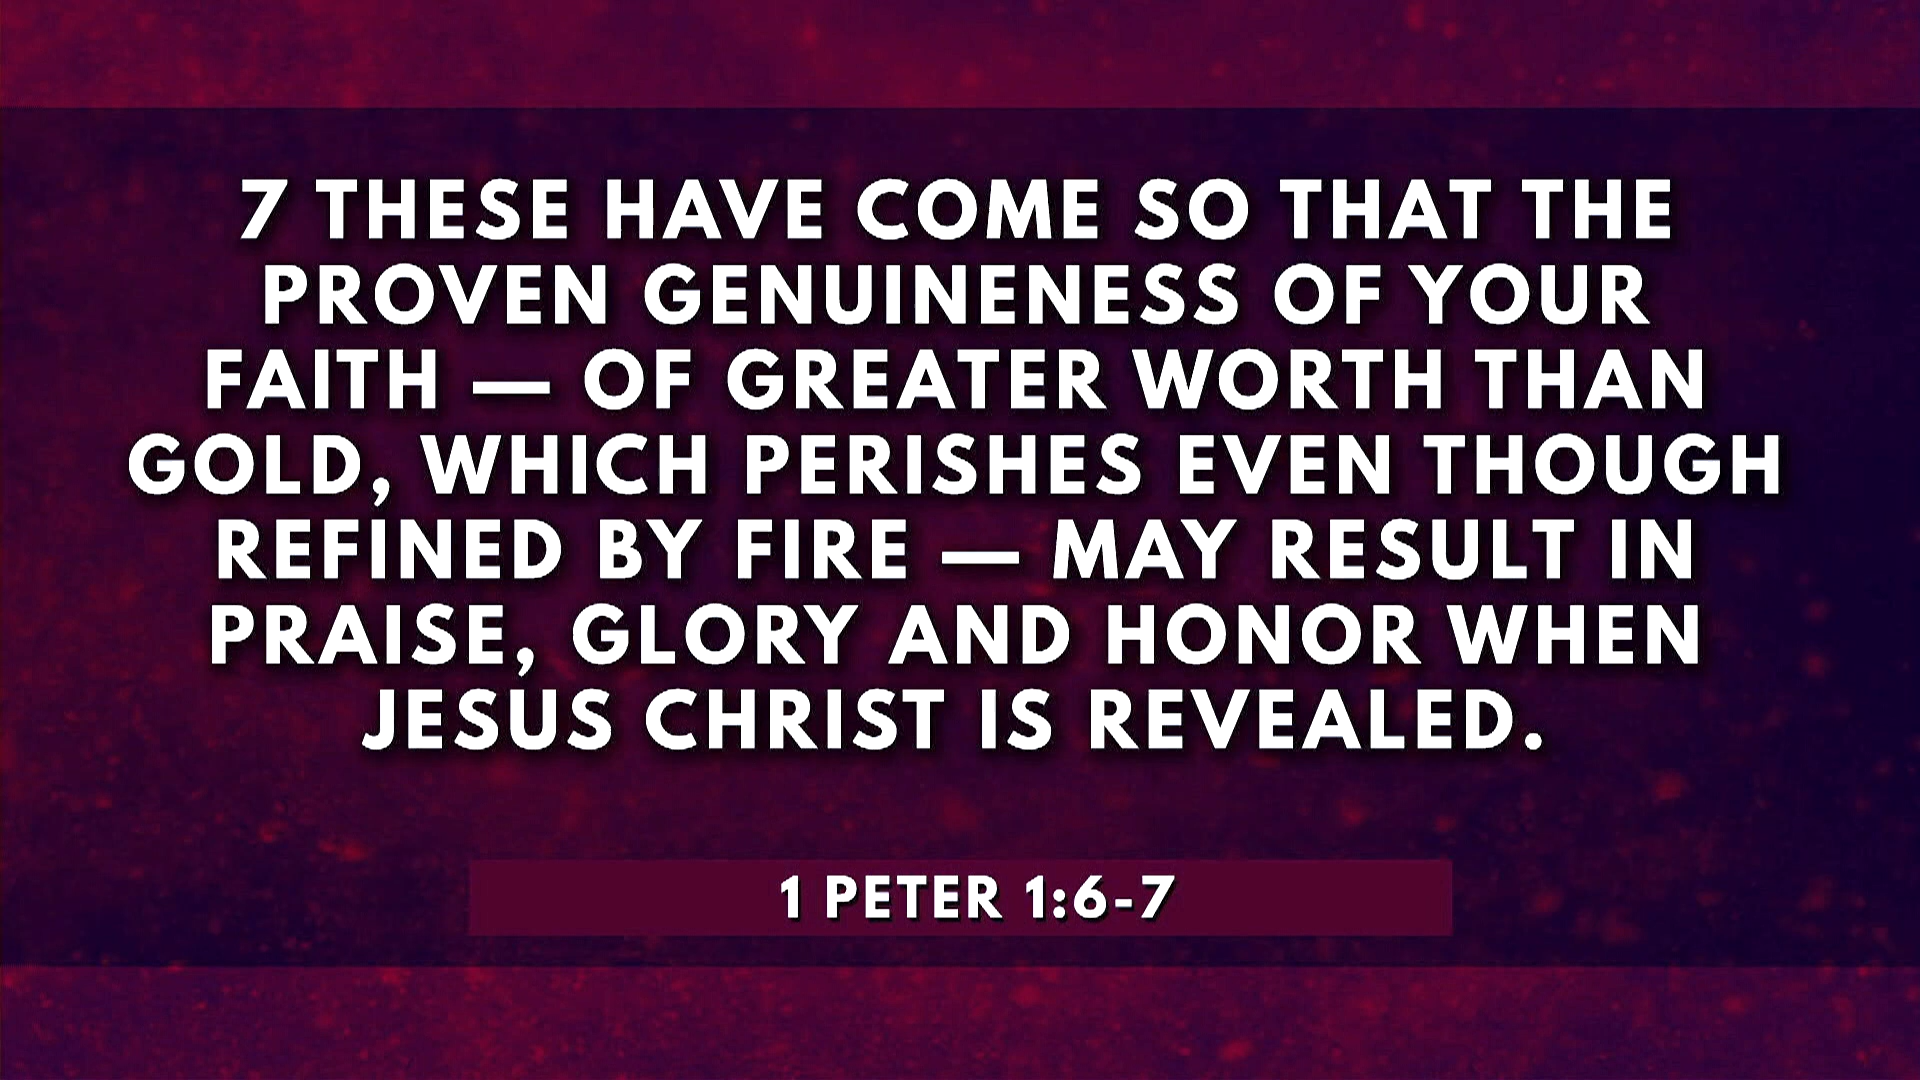 7 THESE HAVE COME SO THAT THE
PROVEN GENUINENESS OF YOUR
FAITH — OF GREATER WORTH THAN
GOLD, WHICH PERISHES EVEN THOUGH
REFINED BY FIRE — MAY RESULT IN
PRAISE, GLORY AND HONOR WHEN
JESUS CHRIST IS REVEALED.
1 PETER 1:6-7